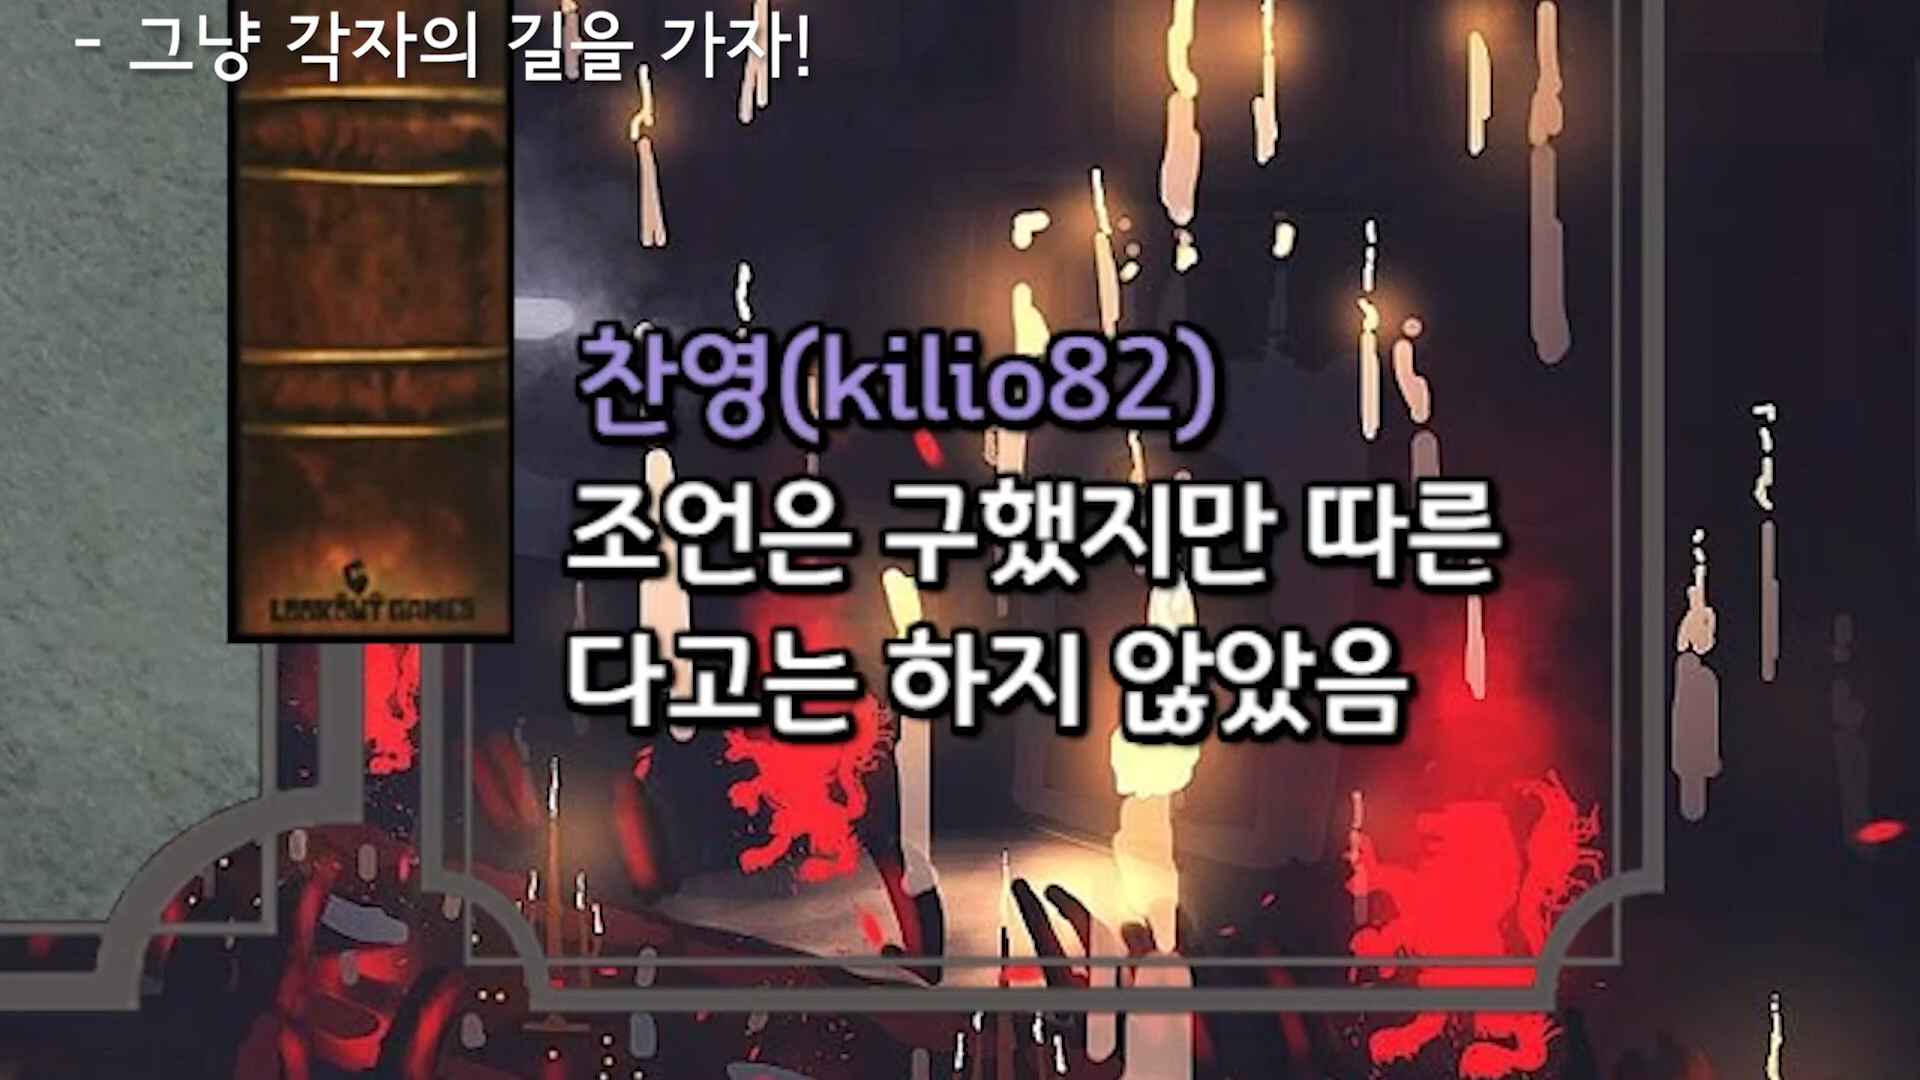 - 그냥 각자의 길을 가자!
찬영(kilio82)
조언은 구했지만 따른
다고는 하지 않았음
LOOKOUT GAMES